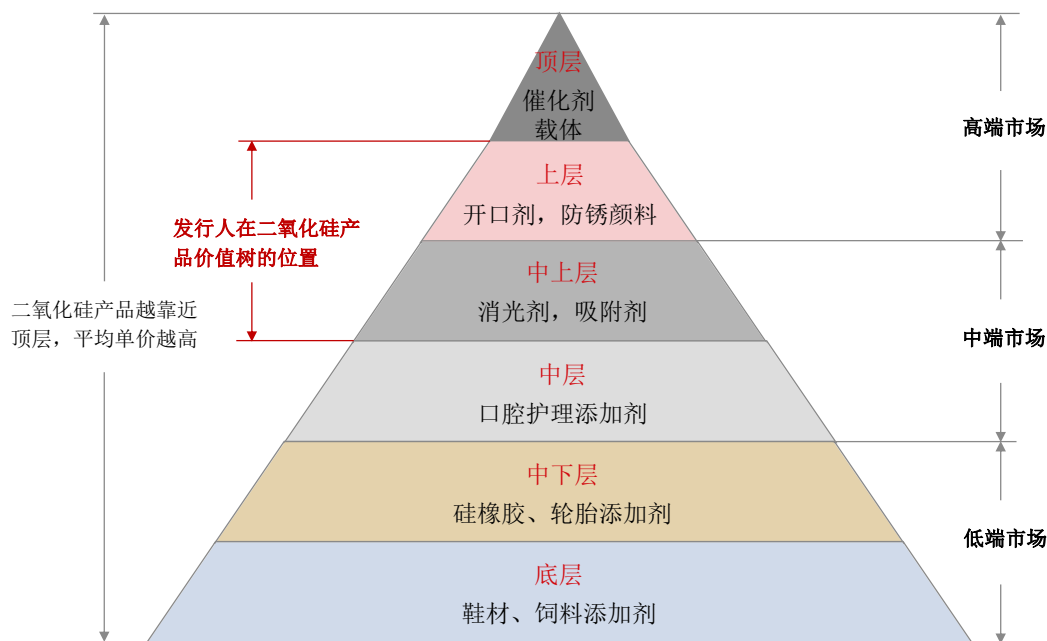 顶层
催化剂
载体
高端市场
上层
开口剂，防锈颜料
发行人在二氧化硅产
品价值树的位置
中上层
消光剂，吸附剂
二氧化硅产品越靠近
顶层，平均单价越高
中端市场
中层
口腔护理添加剂
中下层
硅橡胶、轮胎添加剂
低端市场
底层
鞋材、饲料添加剂